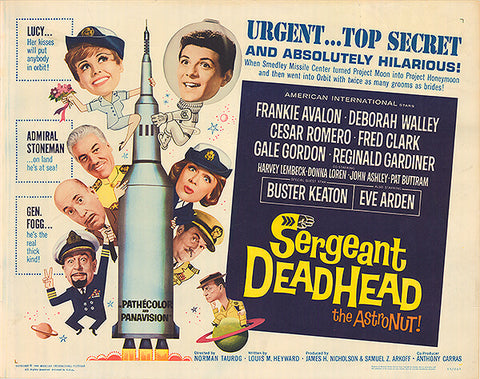 LUCY...
Her kisses
will put
anybody
in orbit!
ADMIRAL
STONEMAN
...on land
he's at sea!
GEN.
FOGG...
he's the
real
thick
kind!
PATHÉCOLOR
AND
PANAVISION®
URGENT...TOP SECRET
AND ABSOLUTELY HILARIOUS!
When Smedley Missile Center turned Project Moon into Project Honeymoon
and then went into Orbit with twice as many grooms as brides!
AMERICAN INTERNATIONAL STARS
FRANKIE AVALON · DEBORAH WALLEY
CESAR ROMERO · FRED CLARK
GALE GORDON · REGINALD GARDINER
HARVEY LEMBECK · DONNA LOREN · JOHN ASHLEY · PAT BUTTRAM
BUSTER KEATON
EVE ARDEN
Sergeant
DEADHEAD
the AstroNUT!
Directed by
NORMAN TAUROG
Written by
LOUIS M. HEYWARD
Produced by
JAMES H. NICHOLSON & SAMUEL Z. ARKOFF
Co-Producer
ANTHONY CARRAS